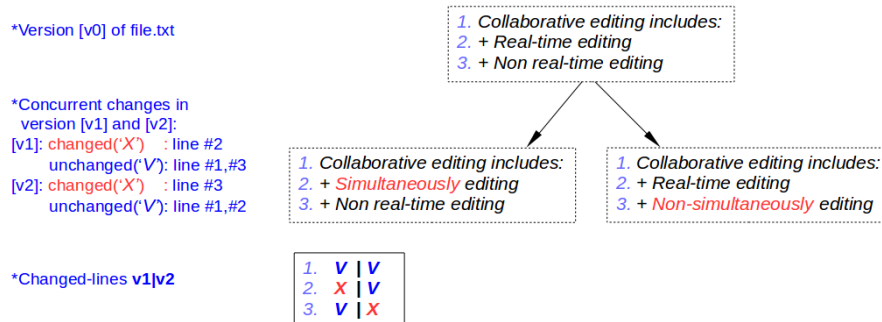 *Version [v0] of file.txt
1. Collaborative editing includes:
2. + Real-time editing
3. + Non real-time editing
*Concurrent changes in
version [v1] and [v2]:
[v1]: changed(‘X’) : line #2
unchanged(‘V’): line #1,#3
[v2]: changed(‘X’) : line #3
unchanged(‘V’): line #1,#2
1. Collaborative editing includes:
2. + Simultaneously editing
3. + Non real-time editing
1. Collaborative editing includes:
2. + Real-time editing
3. + Non-simultaneously editing
*Changed-lines v1|v2
1. V | V
2. X | V
3. V | X